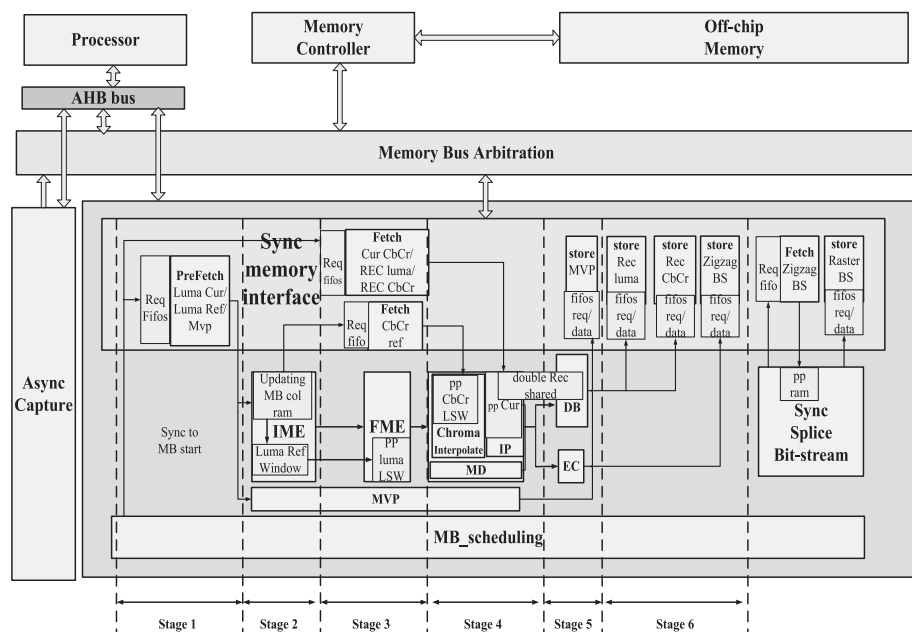 Processor
Memory
Controller
Off-chip
Memory
AHB bus
Memory Bus Arbitration
Async
Capture
Sync
memory
interface
Req
Fifos
PreFetch
Luma Cur/
Luma Ref/
Mvp
Req
fifos
Fetch
Cur CbCr/
REC luma/
REC CbCr
Req
fifo
Fetch
CbCr
ref
store
MVP
fifos
req/
data
store
Rec
luma
fifos
req/
data
store
Rec
CbCr
fifos
req/
data
store
Zigzag
BS
fifos
req/
data
Req
fifo
Fetch
Zigzag
BS
store
Raster
BS
fifos
req/
data
Sync to
MB start
Updating
MB col
ram
IME
Luma Ref
Window
FME
PP
luma
LSW
pp
CbCr
LSW
Chroma
Interpolate
pp Cur
IP
MD
double Rec
shared
DB
EC
MVP
pp
ram
Sync
Splice
Bit-stream
MB_scheduling
Stage 1
Stage 2
Stage 3
Stage 4
Stage 5
Stage 6